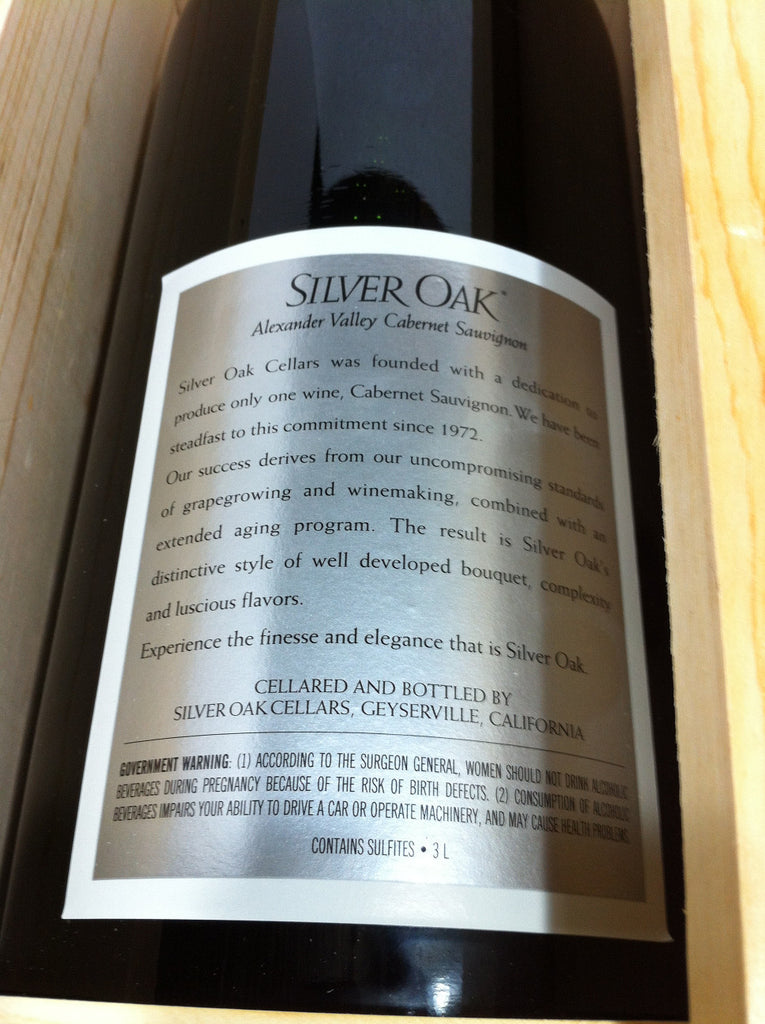 SILVER OAK®
Alexander Valley Cabernet Sauvignon
Silver Oak Cellars was founded with a dedication to
produce only one wine, Cabernet Sauvignon. We have been
steadfast to this commitment since 1972.
Our success derives from our uncompromising standards
of grapegrowing and winemaking, combined with an
extended aging program. The result is Silver Oak's
distinctive style of well developed bouquet, complexity
and luscious flavors.
Experience the finesse and elegance that is Silver Oak.
CELLARED AND BOTTLED BY
SILVER OAK CELLARS, GEYSERVILLE, CALIFORNIA
GOVERNMENT WARNING: (1) ACCORDING TO THE SURGEON GENERAL, WOMEN SHOULD NOT DRINK ALCOHOLIC
BEVERAGES DURING PREGNANCY BECAUSE OF THE RISK OF BIRTH DEFECTS. (2) CONSUMPTION OF ALCOHOLIC
BEVERAGES IMPAIRS YOUR ABILITY TO DRIVE A CAR OR OPERATE MACHINERY, AND MAY CAUSE HEALTH PROBLEMS.
CONTAINS SULFITES • 3 L